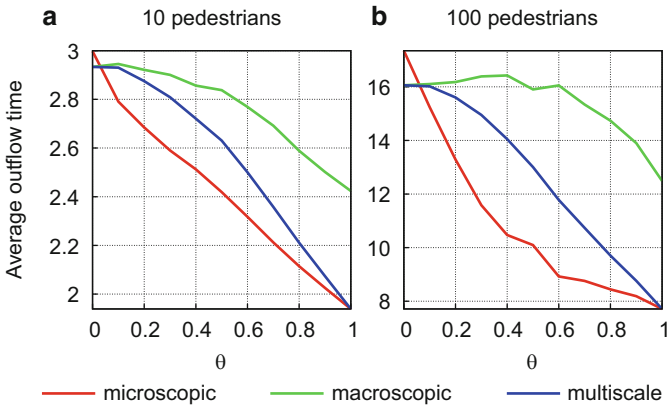 a 10 pedestrians
b 100 pedestrians
Average outflow time
3
2.8
2.6
2.4
2.2
2
0 0.2 0.4 0.6 0.8 1
θ
16
14
12
10
8
0 0.2 0.4 0.6 0.8 1
θ
microscopic macroscopic multiscale